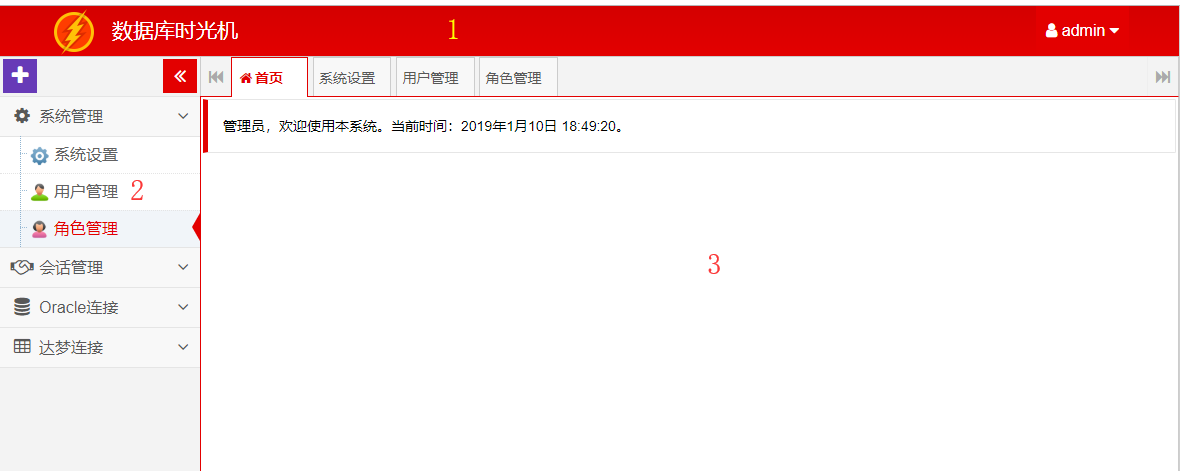 数据库时光机
1
admin
首页
系统设置
用户管理
角色管理
系统管理
系统设置
用户管理
2
角色管理
会话管理
Oracle连接
达梦连接
管理员，欢迎使用本系统。当前时间：2019年1月10日 18:49:20。
3